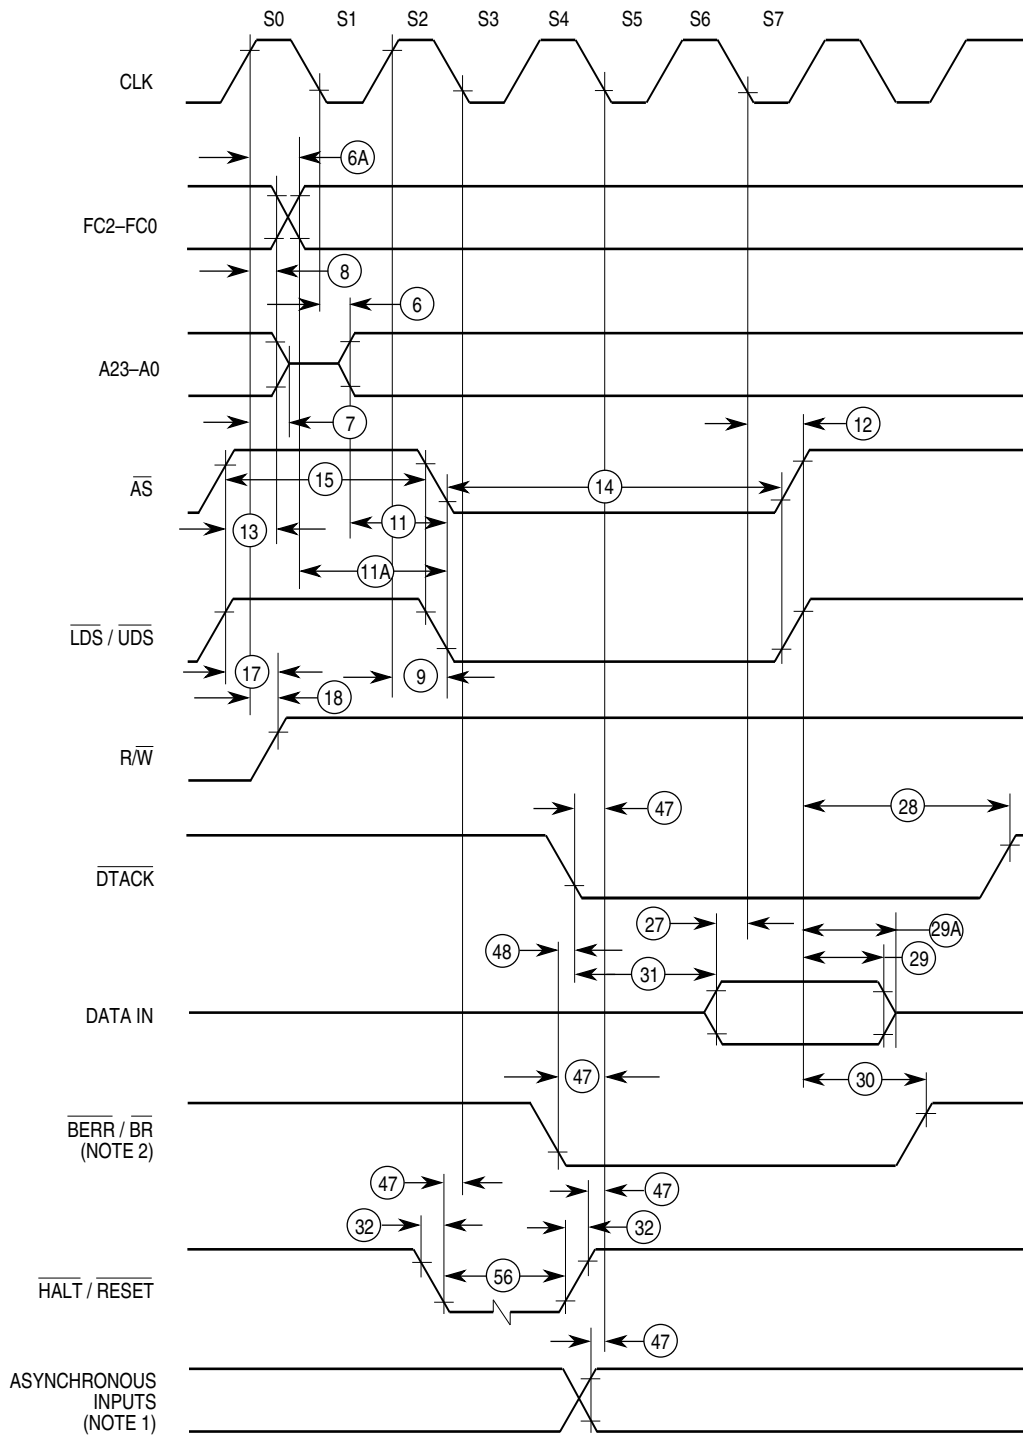 S0 S1 S2 S3 S4 S5 S6 S7
CLK
6A
FC2–FC0
8
6
A23–A0
7
12
15
14
AS
13
11
11A
LDS / UDS
17
9
18
R/W
47
28
DTACK
27
29A
48
29
31
DATA IN
47
30
BERR / BR
(NOTE 2)
47
47
32
32
56
HALT / RESET
47
ASYNCHRONOUS
INPUTS
(NOTE 1)